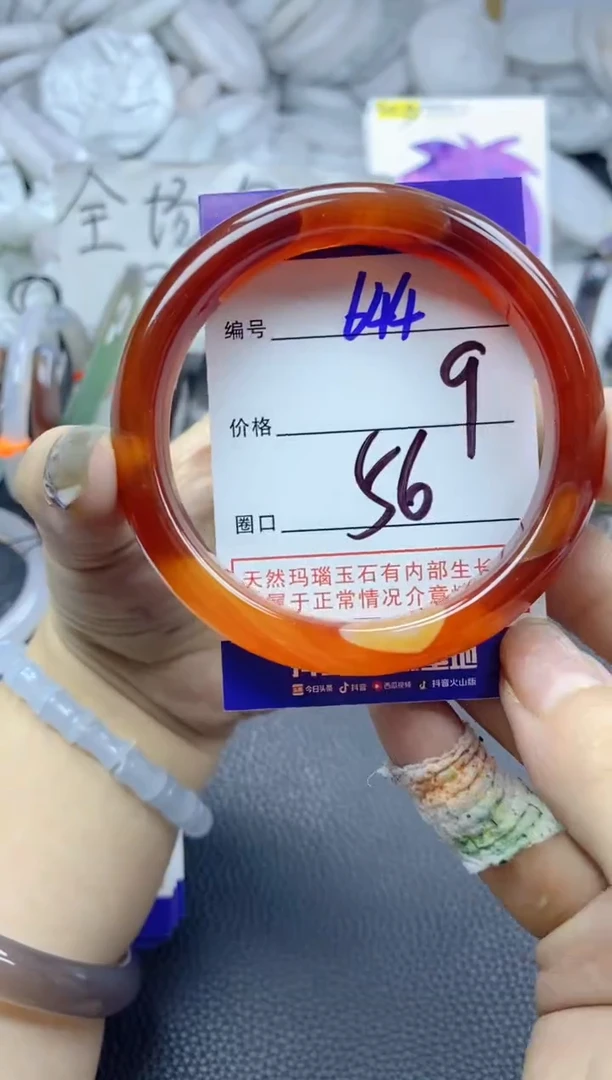 全场
编号 644
价格 9
圈口 56
天然玛瑙玉石有内部生长
属于正常情况介意
今日头条 抖音 西瓜视频 抖音火山版